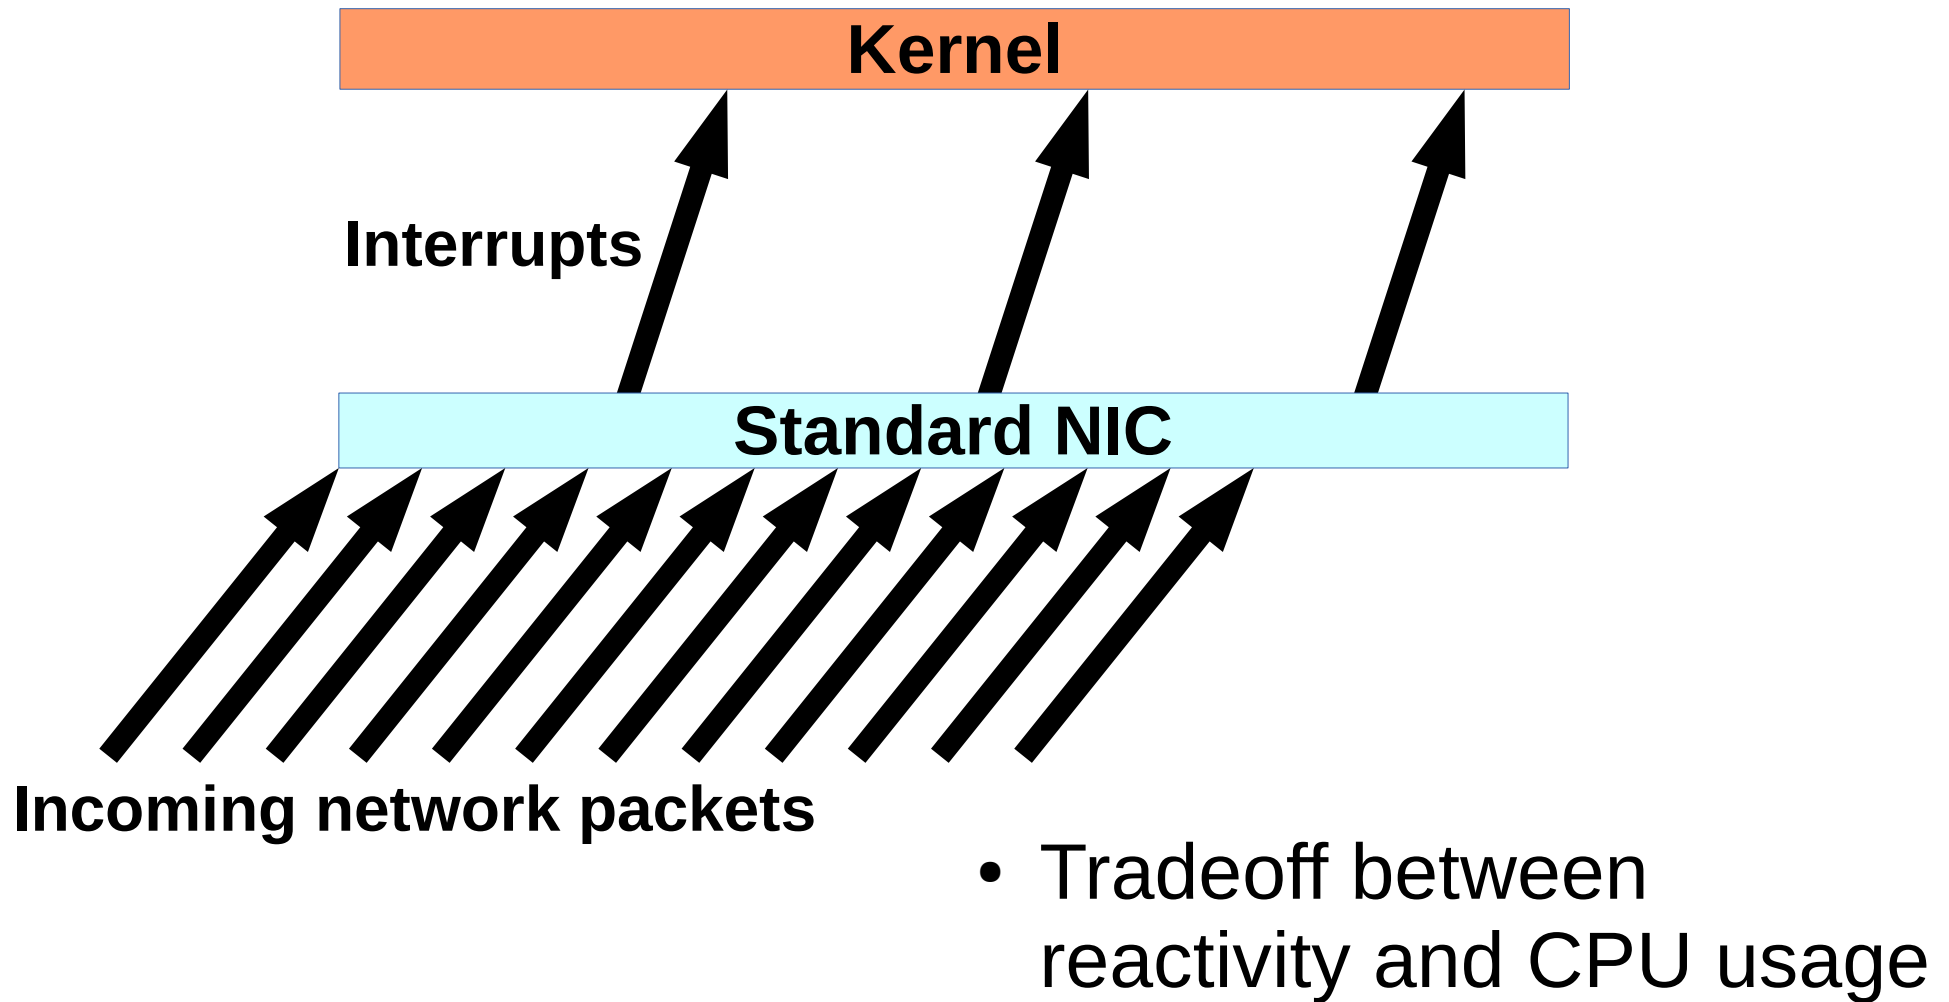 Kernel
Interrupts
Standard NIC
Incoming network packets
• Tradeoff between
reactivity and CPU usage